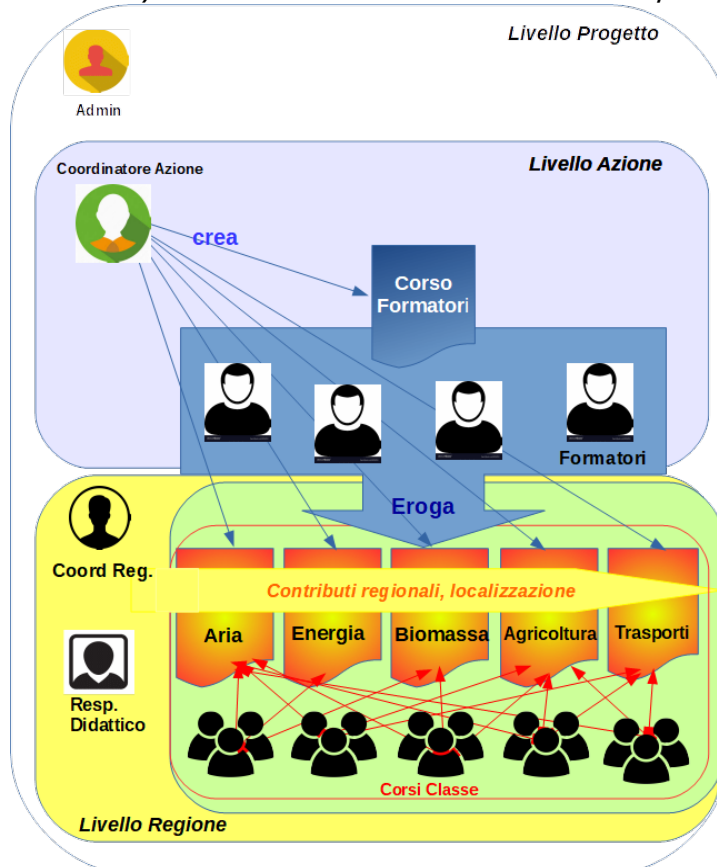 Livello Progetto
Admin
Livello Azione
Coordinatore Azione
crea
Corso
Formatori
Formatori
Eroga
Coord Reg.
Contributi regionali, localizzazione
Aria
Energia
Biomassa
Agricoltura
Trasporti
Resp.
Didattico
Corsi Classe
Livello Regione